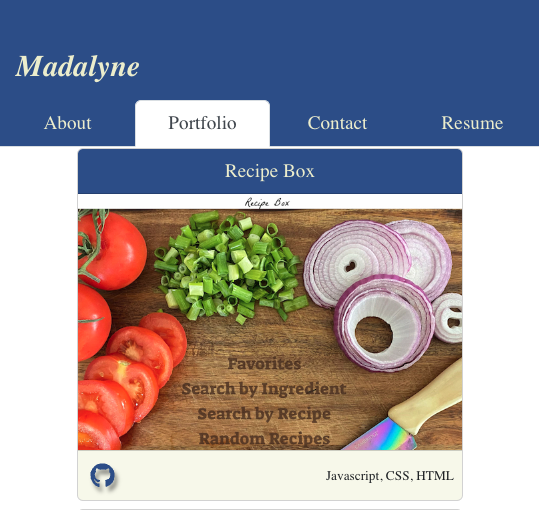 Madalyne
About Portfolio Contact Resume
Recipe Box
Recipe Box
Favorites
Search by Ingredient
Search by Recipe
Random Recipes
Javascript, CSS, HTML